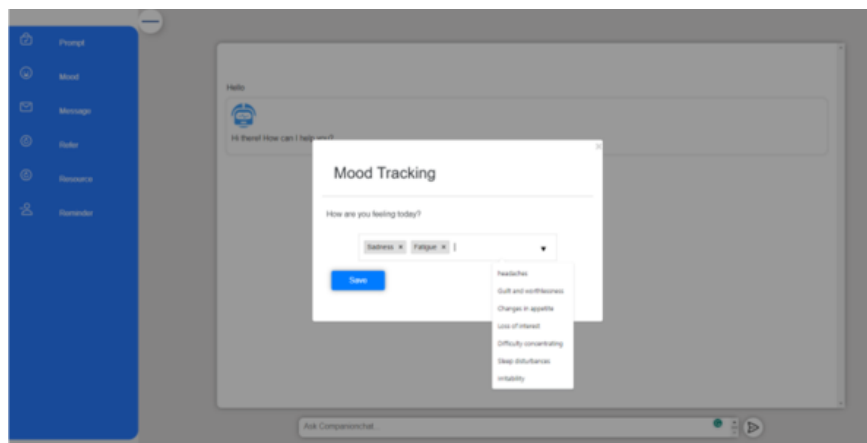 Prompt
Mood
Message
Refer
Resource
Reminder
Hello
Hi there! How can I help you?
Mood Tracking
How are you feeling today?
Sadness × Fatigue ×
Save
headaches
Guilt and worthlessness
Changes in appetite
Loss of interest
Difficulty concentrating
Sleep disturbances
Irritability
Ask Companionchat...